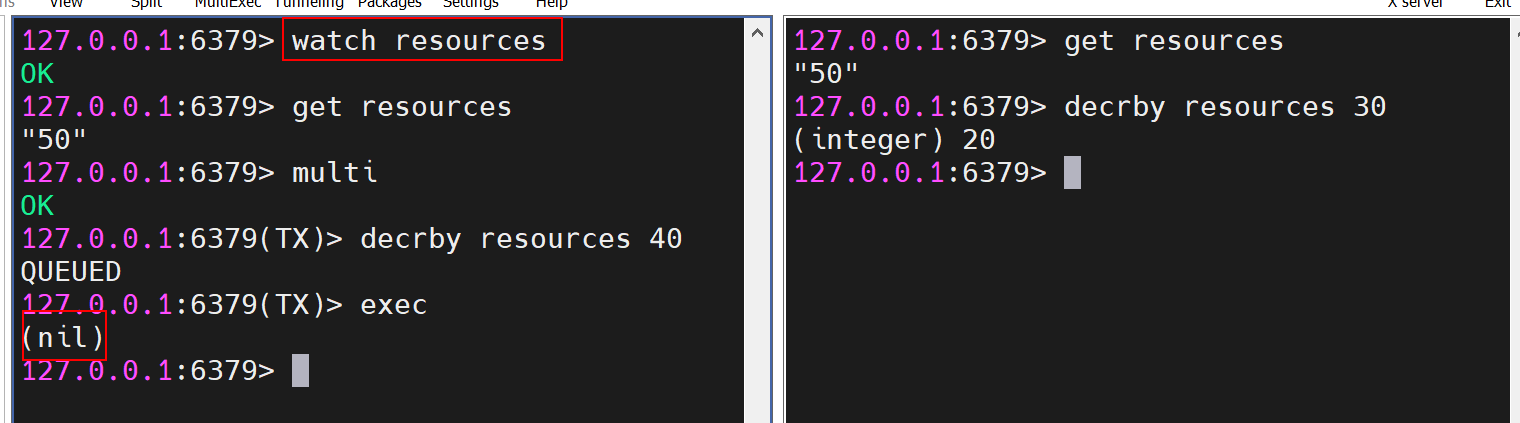 View Split MultiExec Tunneling Packages Settings Help X server Exit
127.0.0.1:6379> watch resources
OK
127.0.0.1:6379> get resources
"50"
127.0.0.1:6379> multi
OK
127.0.0.1:6379(TX)> decrby resources 40
QUEUED
127.0.0.1:6379(TX)> exec
(nil)
127.0.0.1:6379>
127.0.0.1:6379> get resources
"50"
127.0.0.1:6379> decrby resources 30
(integer) 20
127.0.0.1:6379>